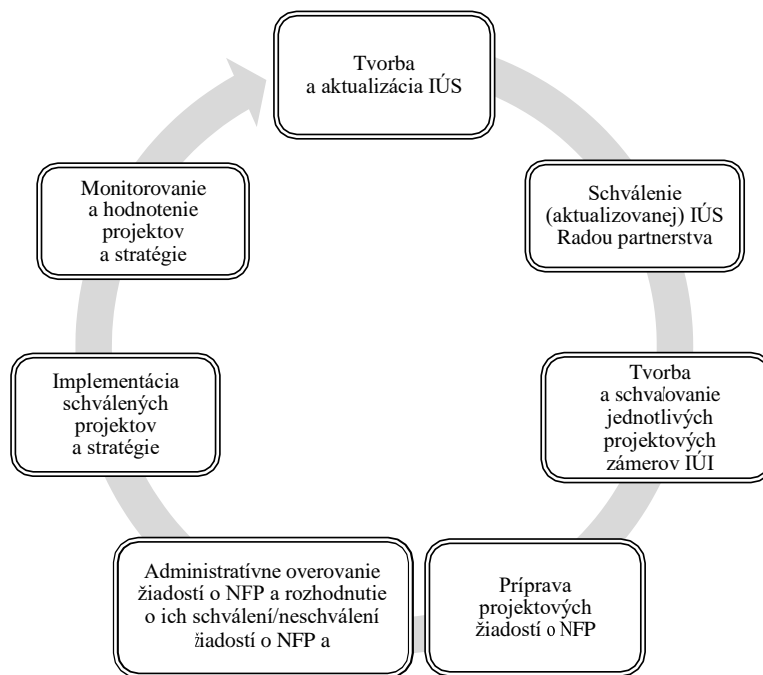 Tvorba
a aktualizácia IÚS
Schválenie
(aktualizovanej) IÚS
Radou partnerstva
Tvorba
a schvaľovanie
jednotlivých
projektových
zámerov IÚI
Príprava
projektových
žiadostí o NFP
Administratívne overovanie
žiadostí o NFP a rozhodnutie
o ich schválení/neschválení
žiadostí o NFP a
Implementácia
schválených
projektov
a stratégie
Monitorovanie
a hodnotenie
projektov
a stratégie